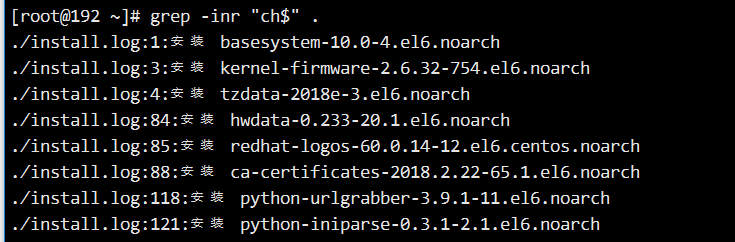 [root@192 ~]# grep -inr "ch$" .
./install.log:1:安装 basesystem-10.0-4.el6.noarch
./install.log:3:安装 kernel-firmware-2.6.32-754.el6.noarch
./install.log:4:安装 tzdata-2018e-3.el6.noarch
./install.log:84:安装 hwdata-0.233-20.1.el6.noarch
./install.log:85:安装 redhat-logos-60.0.14-12.el6.centos.noarch
./install.log:88:安装 ca-certificates-2018.2.22-65.1.el6.noarch
./install.log:118:安装 python-urlgrabber-3.9.1-11.el6.noarch
./install.log:121:安装 python-iniparse-0.3.1-2.1.el6.noarch